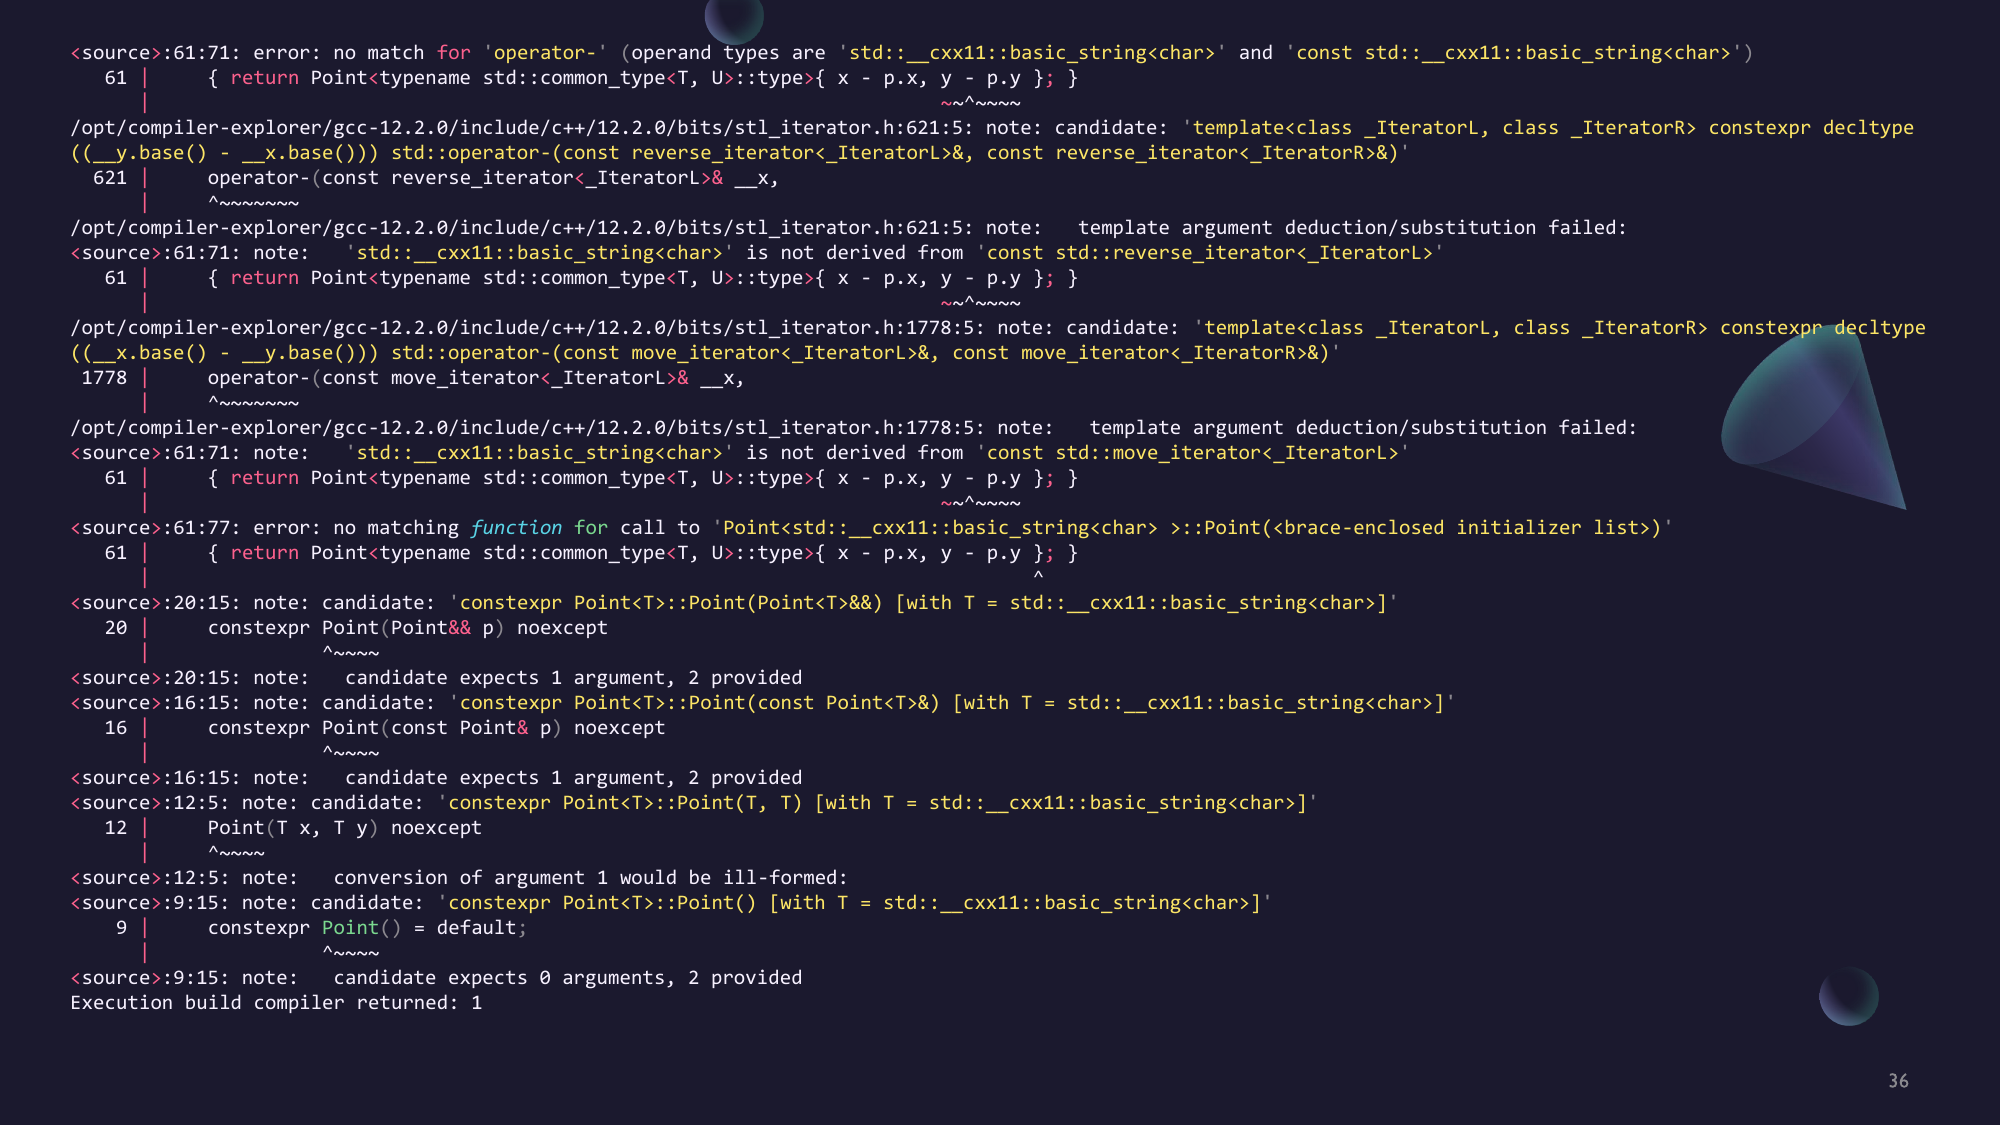 <source>:61:71: error: no match for 'operator-' (operand types are 'std::__cxx11::basic_string<char>' and 'const std::__cxx11::basic_string<char>')
   61 |     { return Point<typename std::common_type<T, U>::type>{ x - p.x, y - p.y }; }
      |                                                                     ~~^~~~~
/opt/compiler-explorer/gcc-12.2.0/include/c++/12.2.0/bits/stl_iterator.h:621:5: note: candidate: 'template<class _IteratorL, class _IteratorR> constexpr decltype
((__y.base() - __x.base())) std::operator-(const reverse_iterator<_IteratorL>&, const reverse_iterator<_IteratorR>&)'
  621 |     operator-(const reverse_iterator<_IteratorL>& __x,
      |     ^~~~~~~~
/opt/compiler-explorer/gcc-12.2.0/include/c++/12.2.0/bits/stl_iterator.h:621:5: note:   template argument deduction/substitution failed:
<source>:61:71: note:   'std::__cxx11::basic_string<char>' is not derived from 'const std::reverse_iterator<_IteratorL>'
   61 |     { return Point<typename std::common_type<T, U>::type>{ x - p.x, y - p.y }; }
      |                                                                     ~~^~~~~
/opt/compiler-explorer/gcc-12.2.0/include/c++/12.2.0/bits/stl_iterator.h:1778:5: note: candidate: 'template<class _IteratorL, class _IteratorR> constexpr decltype
((__x.base() - __y.base())) std::operator-(const move_iterator<_IteratorL>&, const move_iterator<_IteratorR>&)'
 1778 |     operator-(const move_iterator<_IteratorL>& __x,
      |     ^~~~~~~~
/opt/compiler-explorer/gcc-12.2.0/include/c++/12.2.0/bits/stl_iterator.h:1778:5: note:   template argument deduction/substitution failed:
<source>:61:71: note:   'std::__cxx11::basic_string<char>' is not derived from 'const std::move_iterator<_IteratorL>'
   61 |     { return Point<typename std::common_type<T, U>::type>{ x - p.x, y - p.y }; }
      |                                                                     ~~^~~~~
<source>:61:77: error: no matching function for call to 'Point<std::__cxx11::basic_string<char> >::Point(<brace-enclosed initializer list>)'
   61 |     { return Point<typename std::common_type<T, U>::type>{ x - p.x, y - p.y }; }
      |                                                                             ^
<source>:20:15: note: candidate: 'constexpr Point<T>::Point(Point<T>&&) [with T = std::__cxx11::basic_string<char>]'
   20 |     constexpr Point(Point&& p) noexcept
      |               ^~~~~
<source>:20:15: note:   candidate expects 1 argument, 2 provided
<source>:16:15: note: candidate: 'constexpr Point<T>::Point(const Point<T>&) [with T = std::__cxx11::basic_string<char>]'
   16 |     constexpr Point(const Point& p) noexcept
      |               ^~~~~
<source>:16:15: note:   candidate expects 1 argument, 2 provided
<source>:12:5: note: candidate: 'constexpr Point<T>::Point(T, T) [with T = std::__cxx11::basic_string<char>]'
   12 |     Point(T x, T y) noexcept
      |     ^~~~~
<source>:12:5: note:   conversion of argument 1 would be ill-formed:
<source>:9:15: note: candidate: 'constexpr Point<T>::Point() [with T = std::__cxx11::basic_string<char>]'
    9 |     constexpr Point() = default;
      |               ^~~~~
<source>:9:15: note:   candidate expects 0 arguments, 2 provided
Execution build compiler returned: 1
36